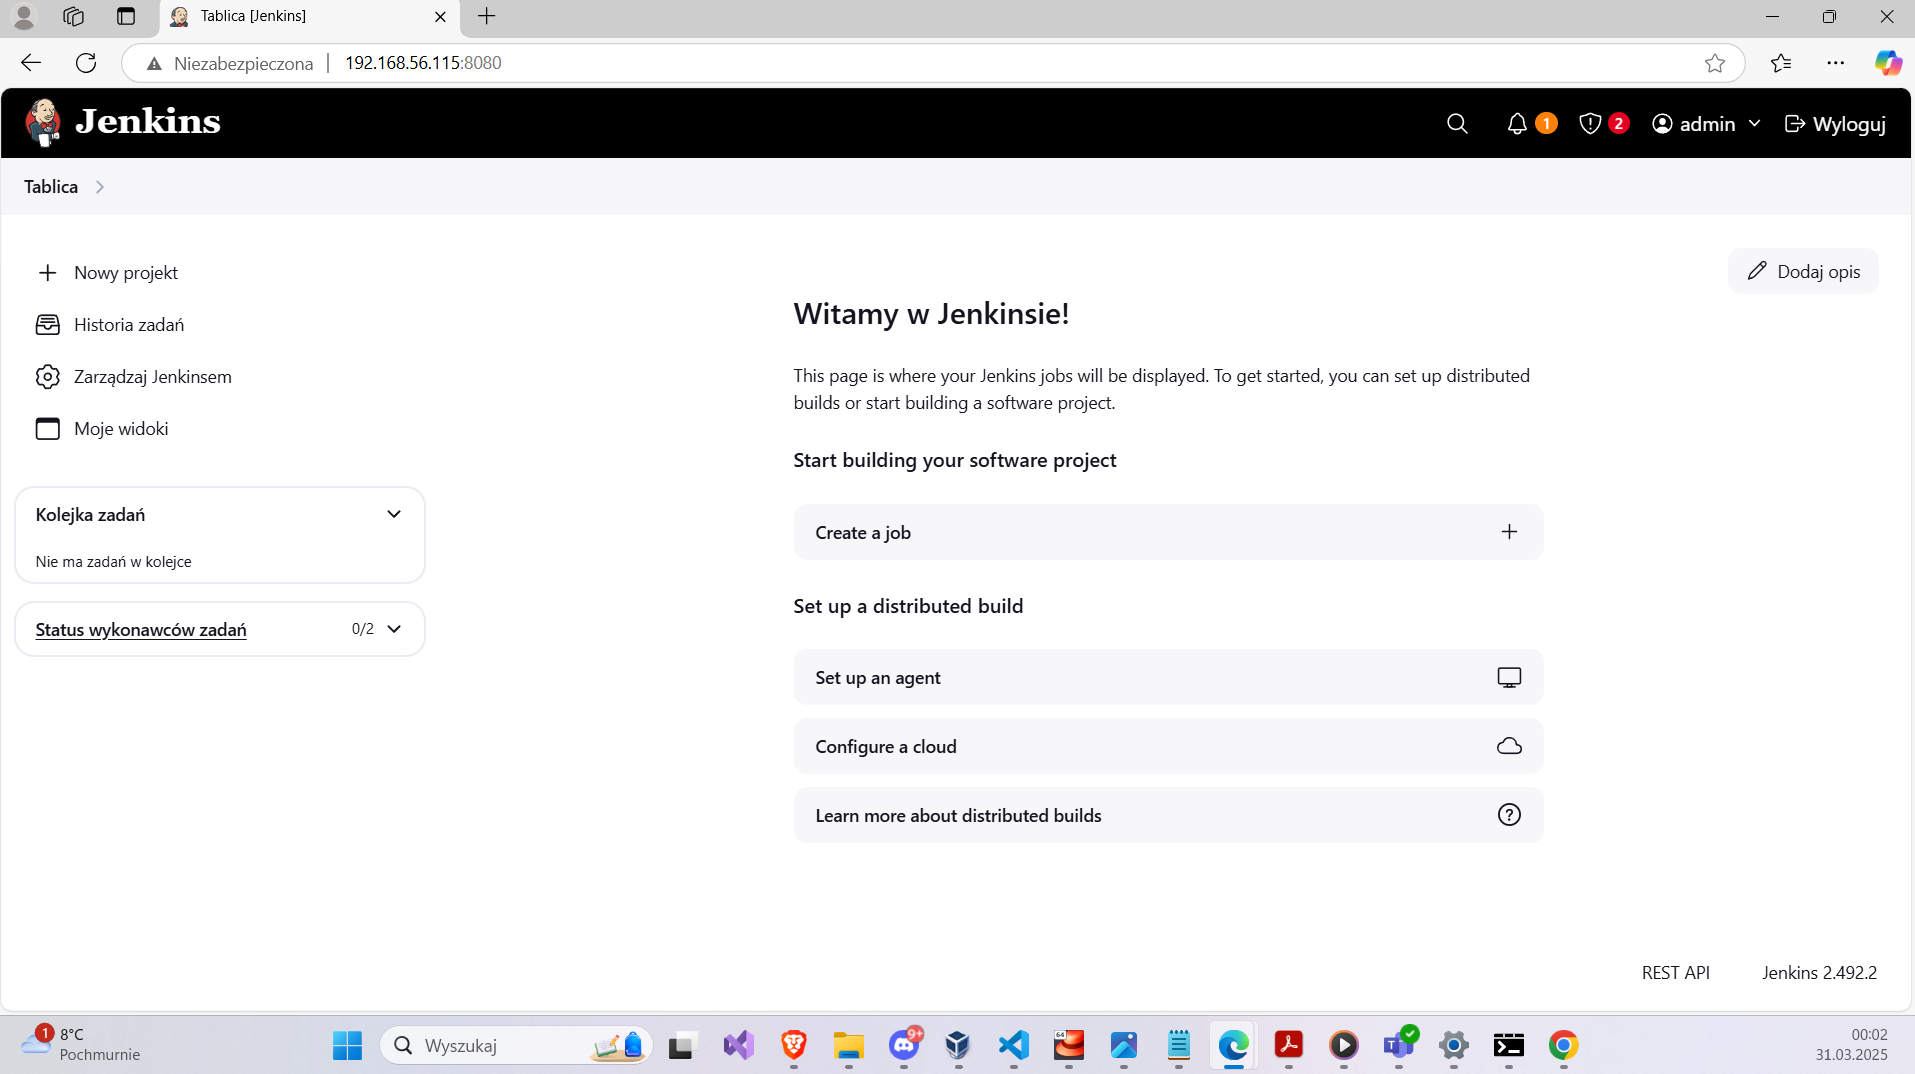 Tablica [Jenkins]
Niezabezpieczona
192.168.56.115:8080
Jenkins
1
2
admin
Wyloguj
Tablica
Nowy projekt
Historia zadań
Zarządzaj Jenkinsem
Moje widoki
Kolejka zadań
Nie ma zadań w kolejce
Status wykonawców zadań
0/2
Dodaj opis
Witamy w Jenkinsie!
This page is where your Jenkins jobs will be displayed. To get started, you can set up distributed
builds or start building a software project.
Start building your software project
Create a job
Set up a distributed build
Set up an agent
Configure a cloud
Learn more about distributed builds
REST API
Jenkins 2.492.2
1
8°C
Pochmurnie
Wyszukaj
9+
64
00:02
31.03.2025